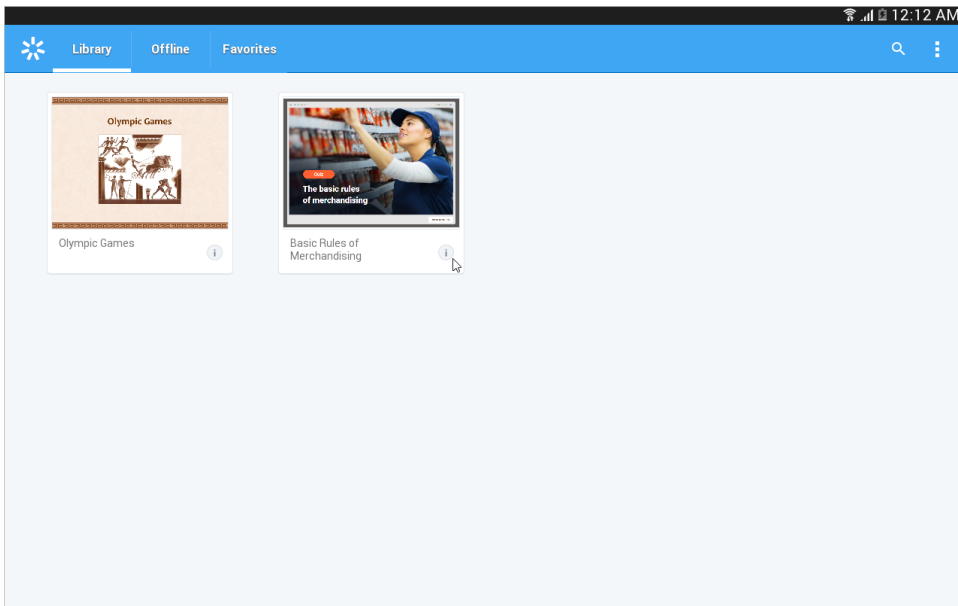 12:12 AM
Library
Offline
Favorites
Olympic Games
Olympic Games
i
Quiz
The basic rules
of merchandising
Basic Rules of
Merchandising
i